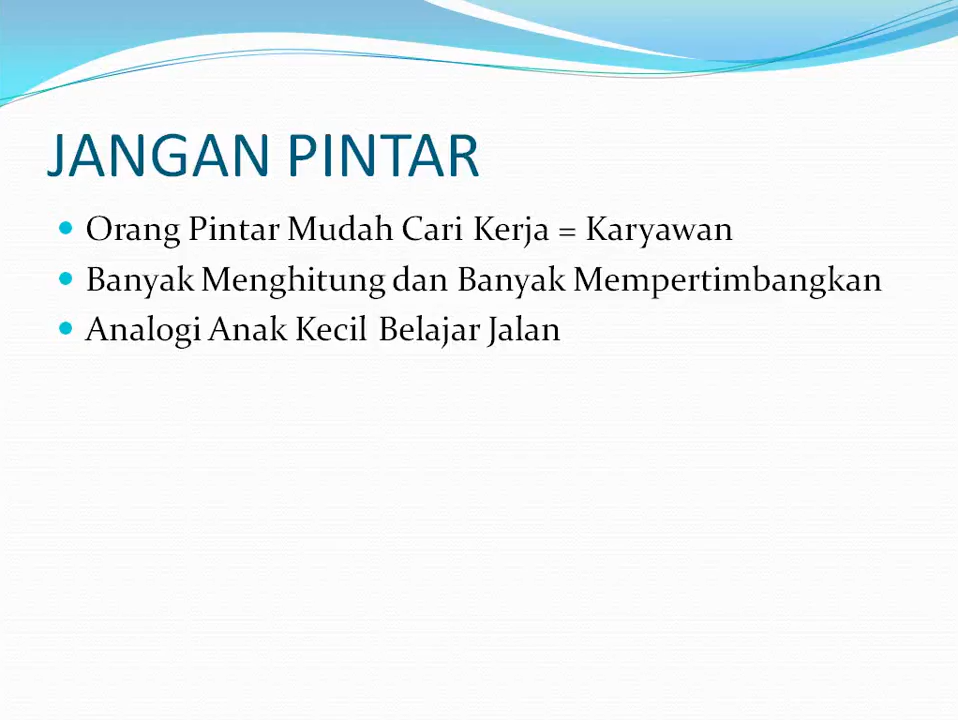 JANGAN PINTAR
Orang Pintar Mudah Cari Kerja = Karyawan
Banyak Menghitung dan Banyak Mempertimbangkan
Analogi Anak Kecil Belajar Jalan